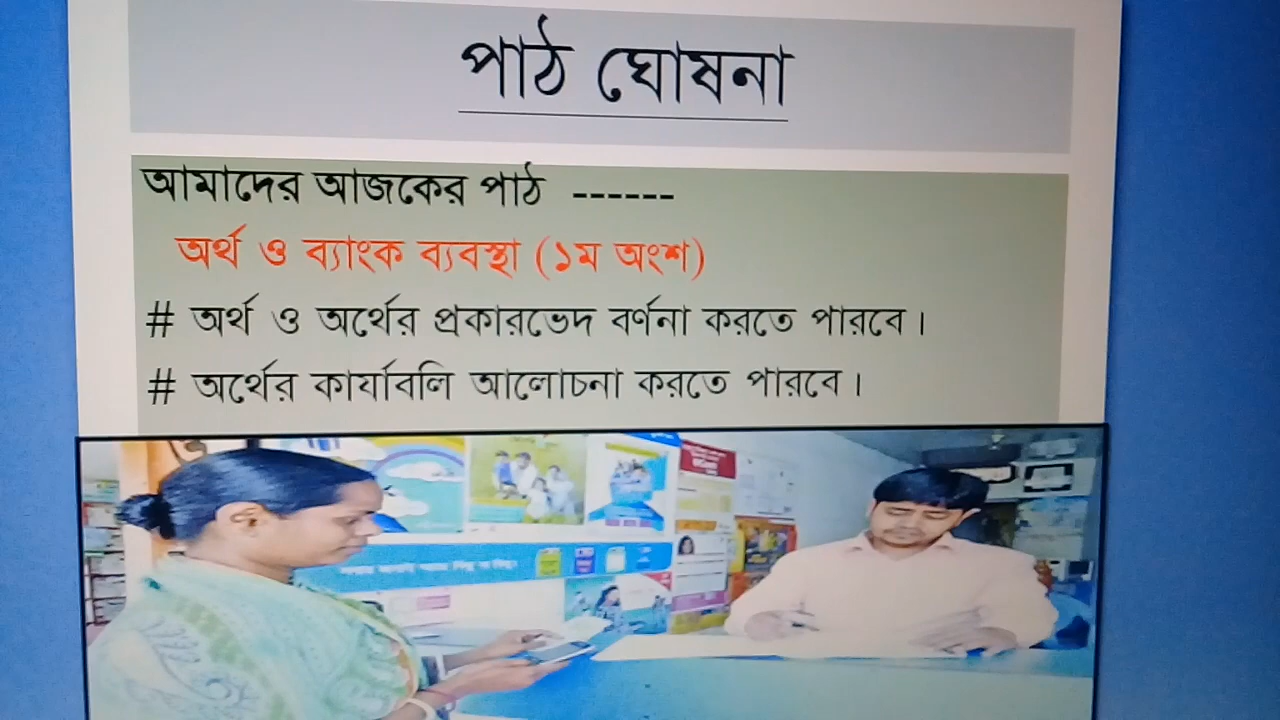 পাঠ ঘোষনা
আমাদের আজকের পাঠ ------
অর্থ ও ব্যাংক ব্যবস্থা (১ম অংশ)
# অর্থ ও অর্থের প্রকারভেদ বর্ণনা করতে পারবে।
# অর্থের কার্যাবলি আলোচনা করতে পারবে।